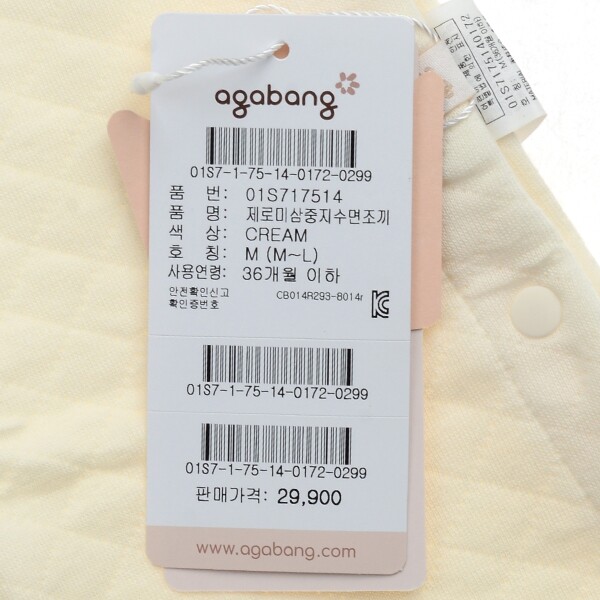 agabang
01S7-1-75-14-0172-0299
품 번: 01S717514
품 명: 제로미삼중지수면조끼
색 상: CREAM
호 칭: M (M~L)
사용연령: 36개월 이하
안전확인신고
확인증번호 CB014R293-8014r
01S7-1-75-14-0172-0299
01S7-1-75-14-0172-0299
판매가격: 29,900
www.agabang.com
01S7175140172